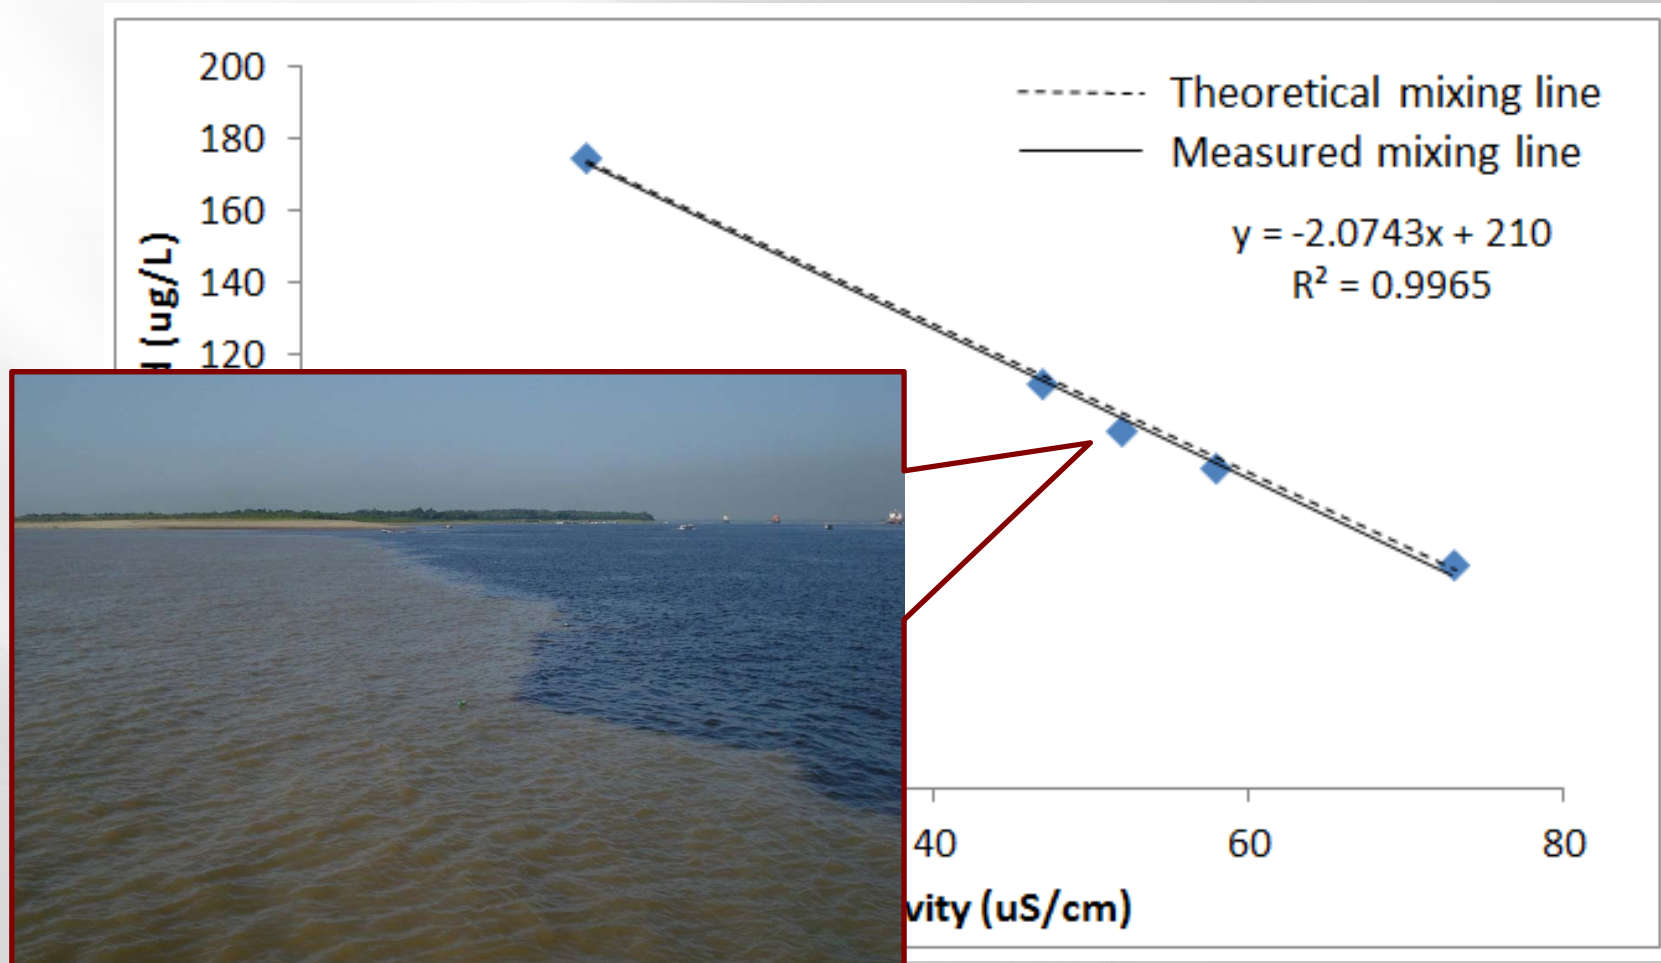 200
180
160
140
120
(ug/L)
Theoretical mixing line
Measured mixing line
y = -2.0743x + 210
R² = 0.9965
40
60
80
vity (uS/cm)